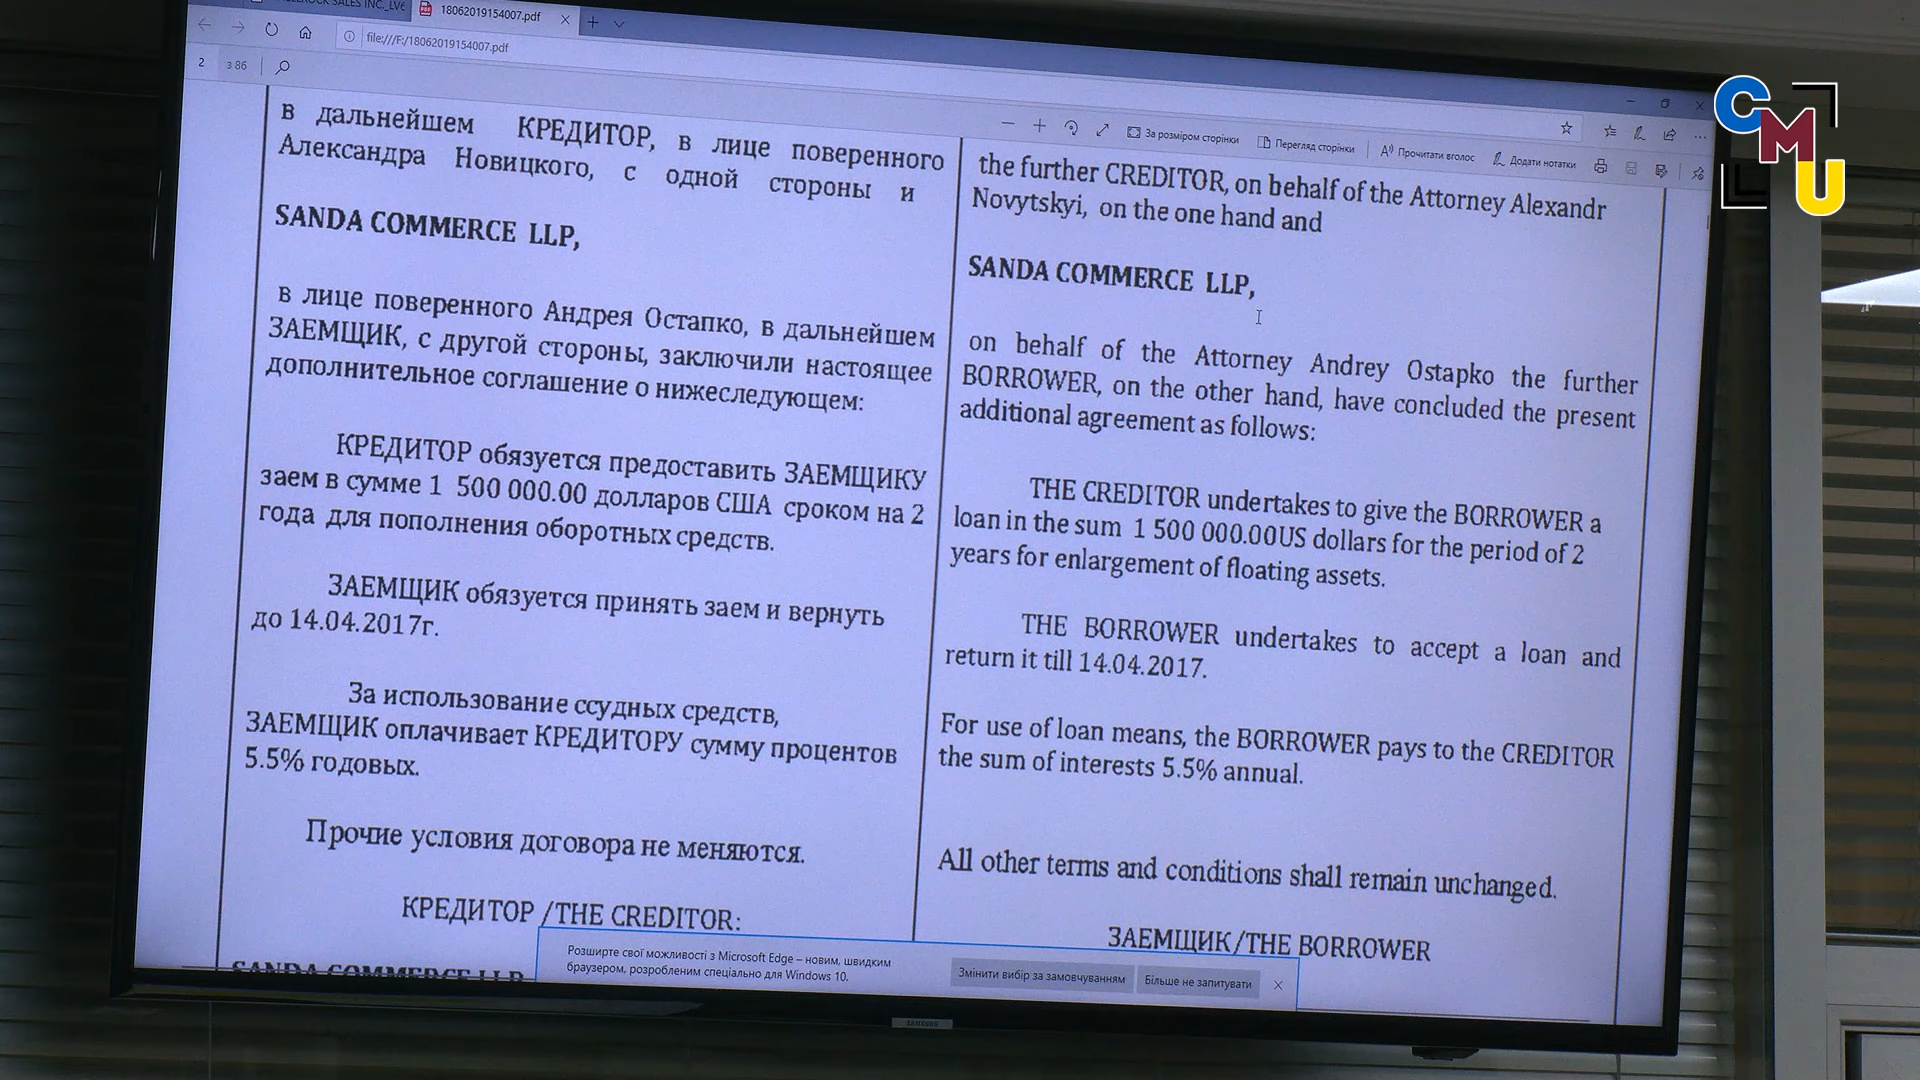 SALES INC._LV
18062019154007.pdf
file:///F:/18062019154007.pdf
2 з 86
За розміром сторінки
Перегляд сторінки
Прочитати вголос
Додати нотатки
CMU
в дальнейшем КРЕДИТОР, в лице поверенного
Александра Новицкого, с одной стороны и
SANDA COMMERCE LLP,
в лице поверенного Андрея Остапко, в дальнейшем
ЗАЕМЩИК, с другой стороны, заключили настоящее
дополнительное соглашение о нижеследующем:
КРЕДИТОР обязуется предоставить ЗАЕМЩИКУ
заем в сумме 1 500 000.00 долларов США сроком на 2
года для пополнения оборотных средств.
ЗАЕМЩИК обязуется принять заем и вернуть
до 14.04.2017г.
За использование ссудных средств,
ЗАЕМЩИК оплачивает КРЕДИТОРУ сумму процентов
5.5% годовых.
Прочие условия договора не меняются.
КРЕДИТОР /THE CREDITOR:
SANDA COMMERCE LLP
the further CREDITOR, on behalf of the Attorney Alexandr
Novytskyi, on the one hand and
SANDA COMMERCE LLP,
on behalf of the Attorney Andrey Ostapko the further
BORROWER, on the other hand, have concluded the present
additional agreement as follows:
THE CREDITOR undertakes to give the BORROWER a
loan in the sum 1 500 000.00US dollars for the period of 2
years for enlargement of floating assets.
THE BORROWER undertakes to accept a loan and
return it till 14.04.2017.
For use of loan means, the BORROWER pays to the CREDITOR
the sum of interests 5.5% annual.
All other terms and conditions shall remain unchanged.
ЗАЕМЩИК/THE BORROWER
Розширте свої можливості з Microsoft Edge – новим, швидким
браузером, розробленим спеціально для Windows 10.
Змінити вибір за замовчуванням
Більше не запитувати
SAMSUNG